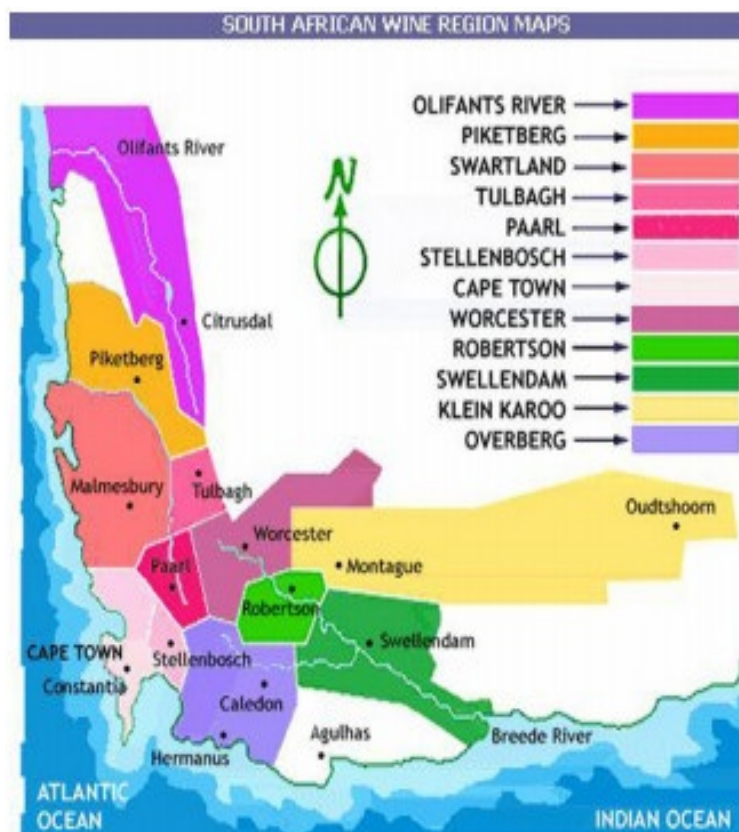 SOUTH AFRICAN WINE REGION MAPS
OLIFANTS RIVER
PIKETBERG
SWARTLAND
TULBAGH
PAARL
STELLENBOSCH
CAPE TOWN
WORCESTER
ROBERTSON
SWELLENDAM
KLEIN KAROO
OVERBERG
N
Olifants River
Citrusdal
Piketberg
Malmesbury
Tulbagh
Oudtshoorn
Worcester
Paarl
Montague
Robertson
CAPE TOWN
Stellenbosch
Swellendam
Constantia
Caledon
Hermanus
Agulhas
Breede River
ATLANTIC
OCEAN
INDIAN OCEAN